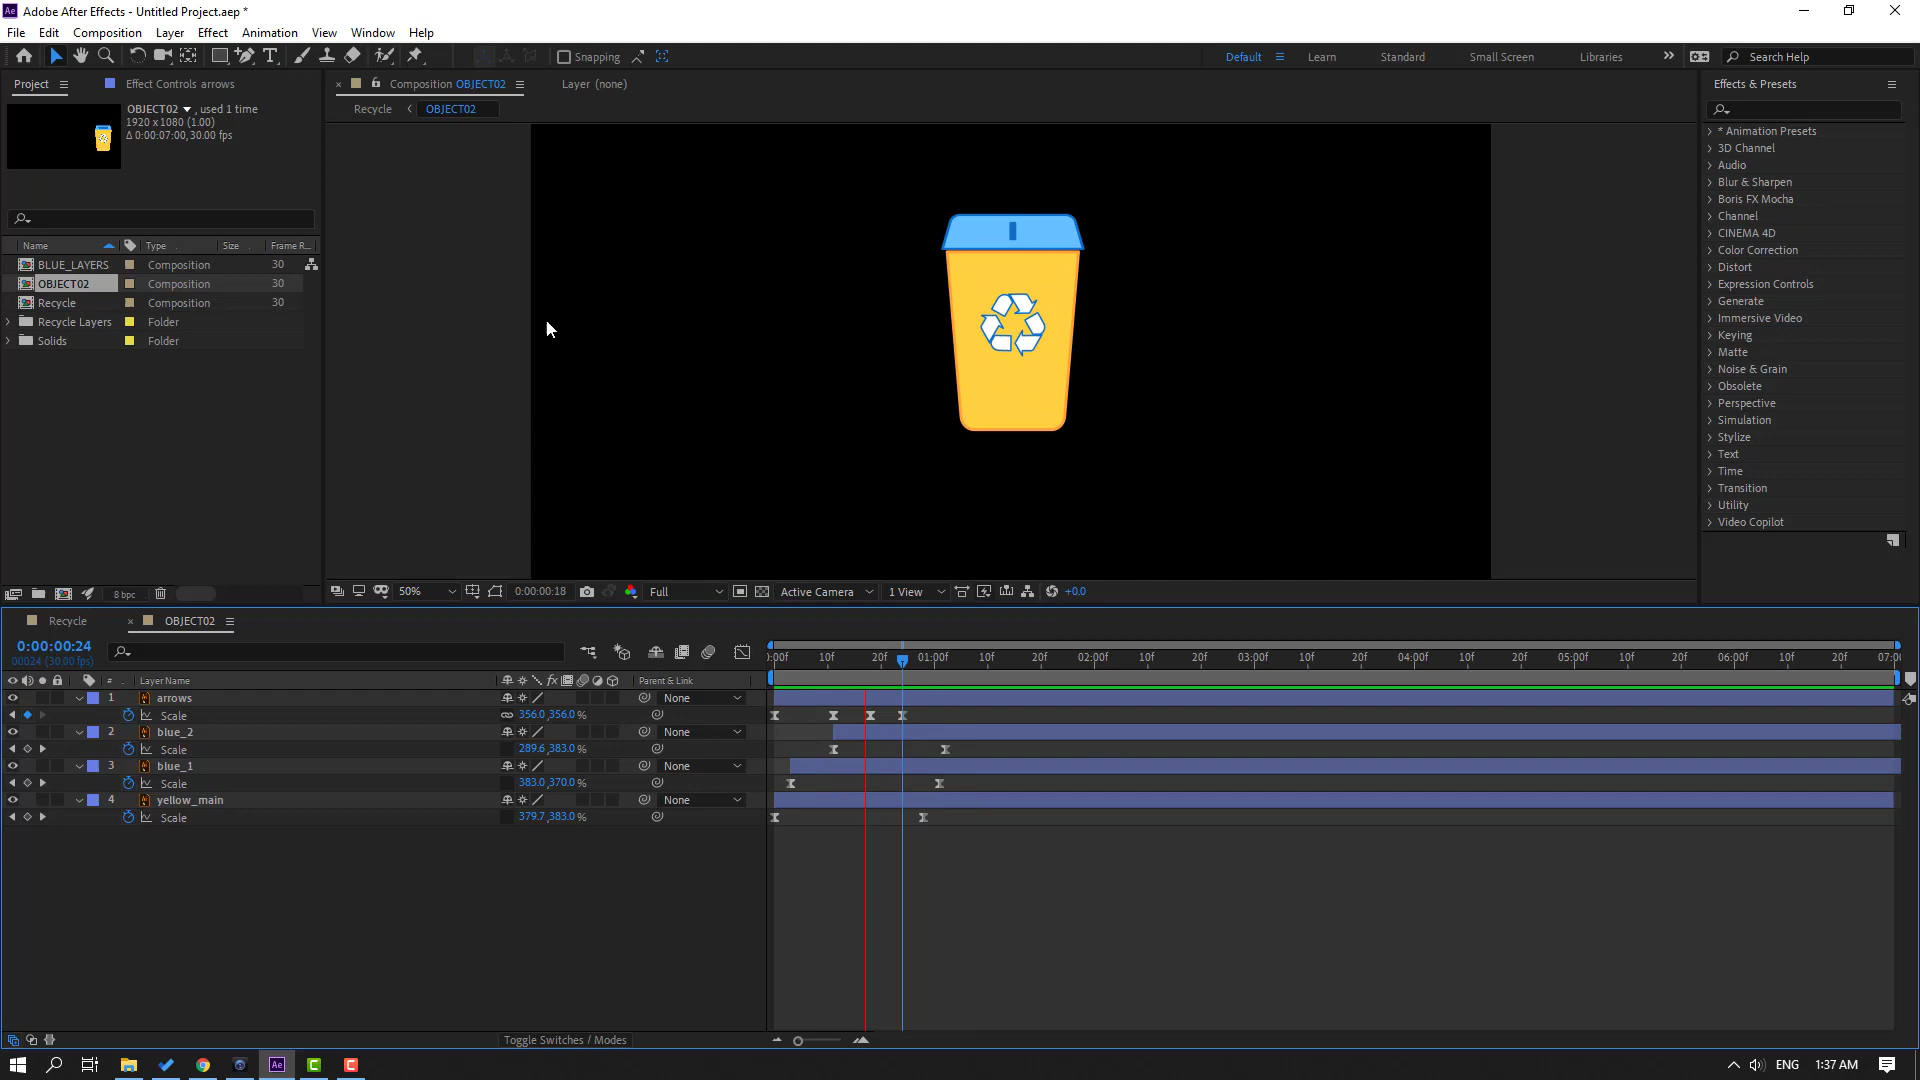 Adobe After Effects - Untitled Project.aep *
File Edit Composition Layer Effect Animation View Window Help
Snapping
Default Learn Standard Small Screen Libraries Search Help
Project Effect Controls arrows
Composition OBJECT02 Layer (none)
Effects & Presets
Recycle OBJECT02
OBJECT02 , used 1 time
1920 x 1080 (1.00)
Δ 0:00:07:00, 30.00 fps
Name Type Size Frame R...
BLUE_LAYERS Composition 30
OBJECT02 Composition 30
Recycle Composition 30
Recycle Layers Folder
Solids Folder
* Animation Presets
3D Channel
Audio
Blur & Sharpen
Boris FX Mocha
Channel
CINEMA 4D
Color Correction
Distort
Expression Controls
Generate
Immersive Video
Keying
Matte
Noise & Grain
Obsolete
Perspective
Simulation
Stylize
Text
Time
Transition
Utility
Video Copilot
8 bpc
50% 0:00:00:18 Full Active Camera 1 View +0.0
Recycle OBJECT02
0:00:00:24
00024 (30.00 fps)
:00f 10f 20f 01:00f 10f 20f 02:00f 10f 20f 03:00f 10f 20f 04:00f 10f 20f 05:00f 10f 20f 06:00f 10f 20f 07:00
# Layer Name fx Parent & Link
1 arrows None
Scale 356.0,356.0 %
2 blue_2 None
Scale 289.6,383.0 %
3 blue_1 None
Scale 383.0,370.0 %
4 yellow_main None
Scale 379.7,383.0 %
Toggle Switches / Modes
ENG 1:37 AM